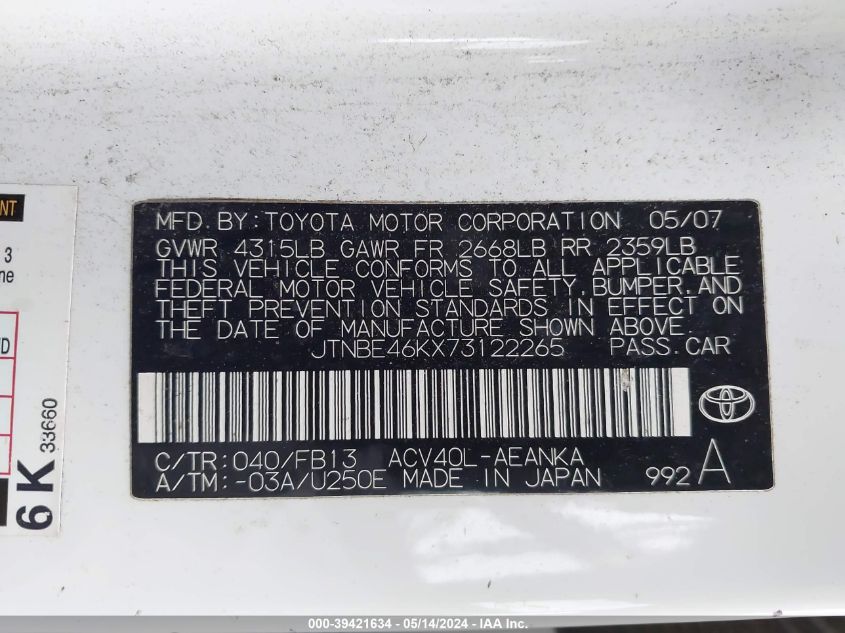 MFD. BY: TOYOTA MOTOR CORPORATION 05/07
GVWR 4315LB GAWR FR 2668LB RR 2359LB
THIS VEHICLE CONFORMS TO ALL APPLICABLE
FEDERAL MOTOR VEHICLE SAFETY, BUMPER, AND
THEFT PREVENTION STANDARDS IN EFFECT ON
THE DATE OF MANUFACTURE SHOWN ABOVE.
JTNBE46KX73122265 PASS. CAR
C/TR: 040/FB13 ACV40L-AEANKA
A/TM: -03A/U250E MADE IN JAPAN 992 A
NT
3
ne
D
6K 33660
000-39421634 - 05/14/2024 - IAA Inc.